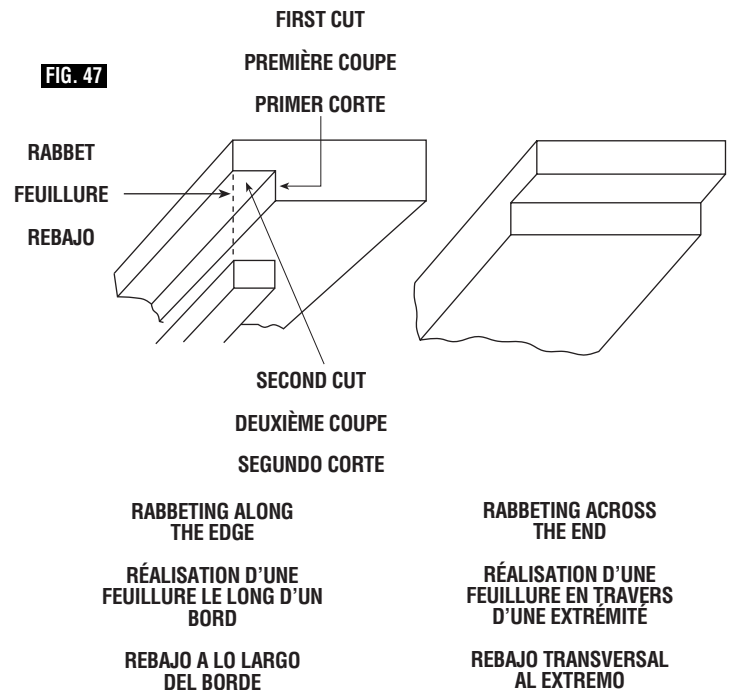 FIRST CUT
PREMIÈRE COUPE
PRIMER CORTE
FIG. 47
RABBET
FEUILLURE
REBAJO
SECOND CUT
DEUXIÈME COUPE
SEGUNDO CORTE
RABBETING ALONG
THE EDGE
RÉALISATION D’UNE
FEUILLURE LE LONG D’UN
BORD
REBAJO A LO LARGO
DEL BORDE
RABBETING ACROSS
THE END
RÉALISATION D’UNE
FEUILLURE EN TRAVERS
D’UNE EXTRÉMITÉ
REBAJO TRANSVERSAL
AL EXTREMO